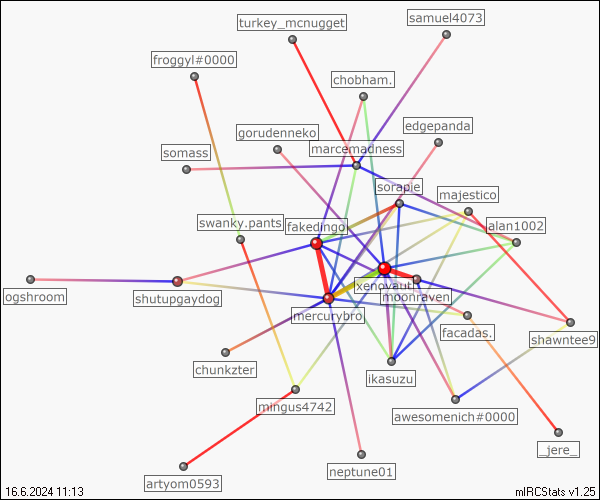 samuel4073
turkey_mcnugget
froggyl#0000
chobham.
edgepanda
gorudenneko
marcemadness
somass
sorapje
majestico
swanky.pants
fakedingo
alan1002
xenovault
ogshroom
shutupgaydog
moonraven
mercurybro
facadas.
shawntee9
chunkzter
ikasuzu
mingus4742
awesomenich#0000
_jere_
artyom0593
neptune01
16.6.2024 11:13
mIRCStats v1.25